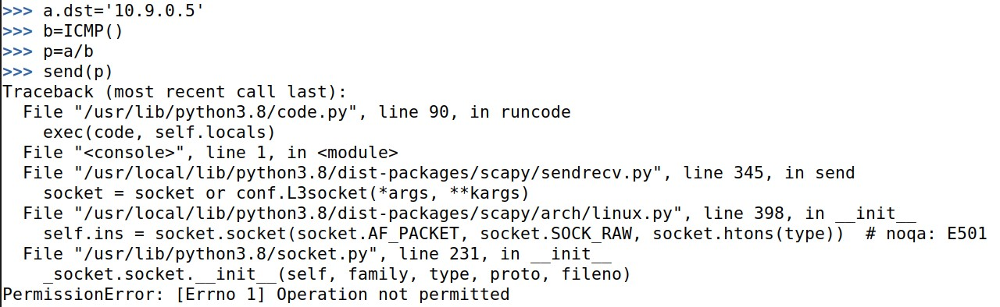 >>> a.dst='10.9.0.5'
>>> b=ICMP()
>>> p=a/b
>>> send(p)
Traceback (most recent call last):
  File "/usr/lib/python3.8/code.py", line 90, in runcode
    exec(code, self.locals)
  File "<console>", line 1, in <module>
  File "/usr/local/lib/python3.8/dist-packages/scapy/sendrecv.py", line 345, in send
    socket = socket or conf.L3socket(*args, **kargs)
  File "/usr/local/lib/python3.8/dist-packages/scapy/arch/linux.py", line 398, in __init__
    self.ins = socket.socket(socket.AF_PACKET, socket.SOCK_RAW, socket.htons(type))  # noqa: E501
  File "/usr/lib/python3.8/socket.py", line 231, in __init__
    _socket.socket.__init__(self, family, type, proto, fileno)
PermissionError: [Errno 1] Operation not permitted